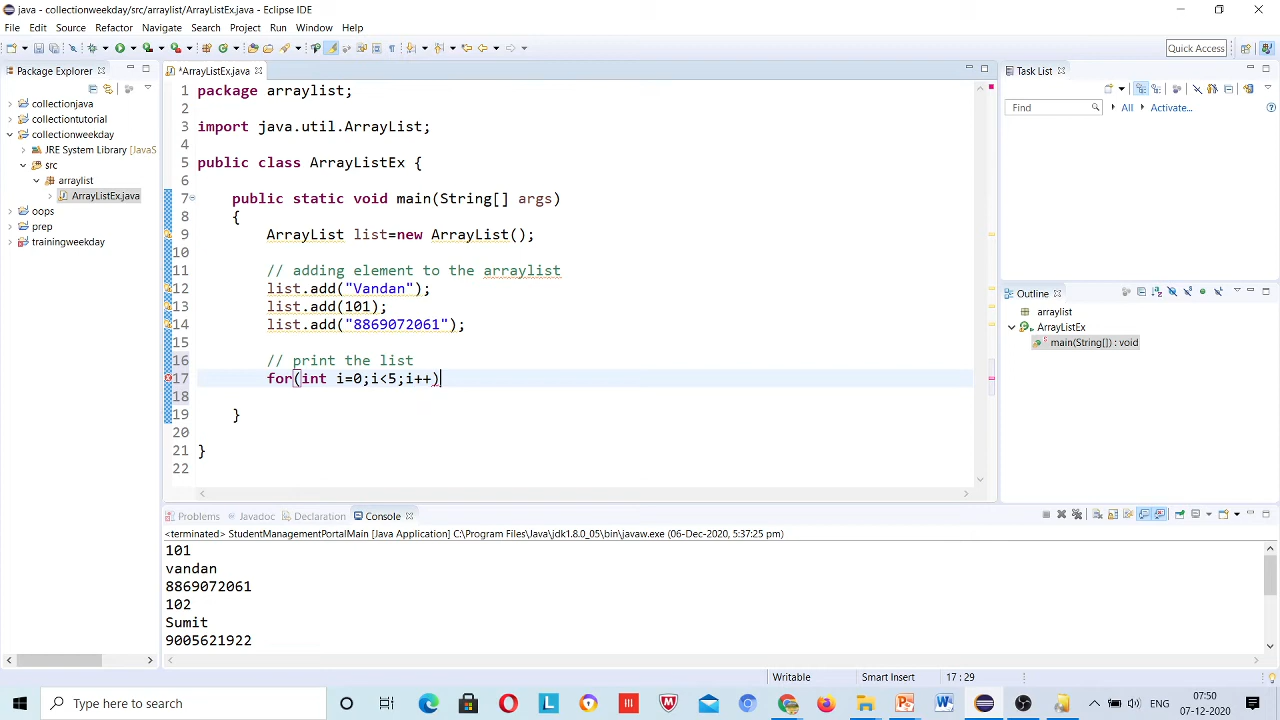 java - collectionweekday/src/arraylist/ArrayListEx.java - Eclipse IDE
File Edit Source Refactor Navigate Search Project Run Window Help
Quick Access
Package Explorer
collectionjava
collectiontutorial
collectionweekday
JRE System Library [JavaS
src
arraylist
ArrayListEx.java
oops
prep
trainingweekday
*ArrayListEx.java
1 package arraylist;
2
3 import java.util.ArrayList;
4
5 public class ArrayListEx {
6
7 public static void main(String[] args)
8 {
9 ArrayList list=new ArrayList();
10
11 // adding element to the arraylist
12 list.add("Vandan");
13 list.add(101);
14 list.add("8869072061");
15
16 // print the list
17 for(int i=0;i<5;i++)
18
19 }
20
21 }
22
Task List
Find All Activate...
Outline
arraylist
ArrayListEx
main(String[]) : void
Problems Javadoc Declaration Console
<terminated> StudentManagementPortalMain [Java Application] C:\Program Files\Java\jdk1.8.0_05\bin\javaw.exe (06-Dec-2020, 5:37:25 pm)
101
vandan
8869072061
102
Sumit
9005621922
Writable Smart Insert 17 : 29
Type here to search
ENG
07:50
07-12-2020